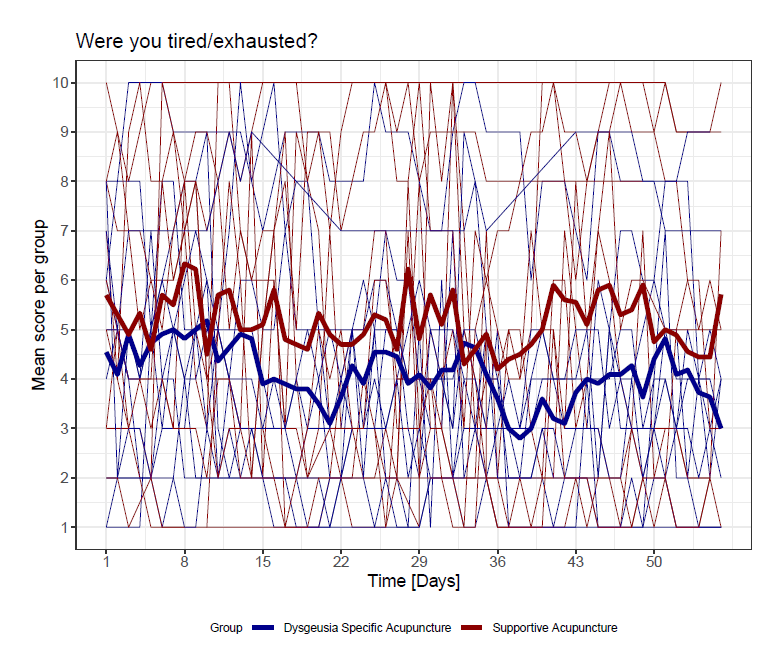 Were you tired/exhausted?
10
9
8
7
6
5
4
3
2
1
Mean score per group
1 8 15 22 29 36 43 50
Time [Days]
Group Dysgeusia Specific Acupuncture Supportive Acupuncture